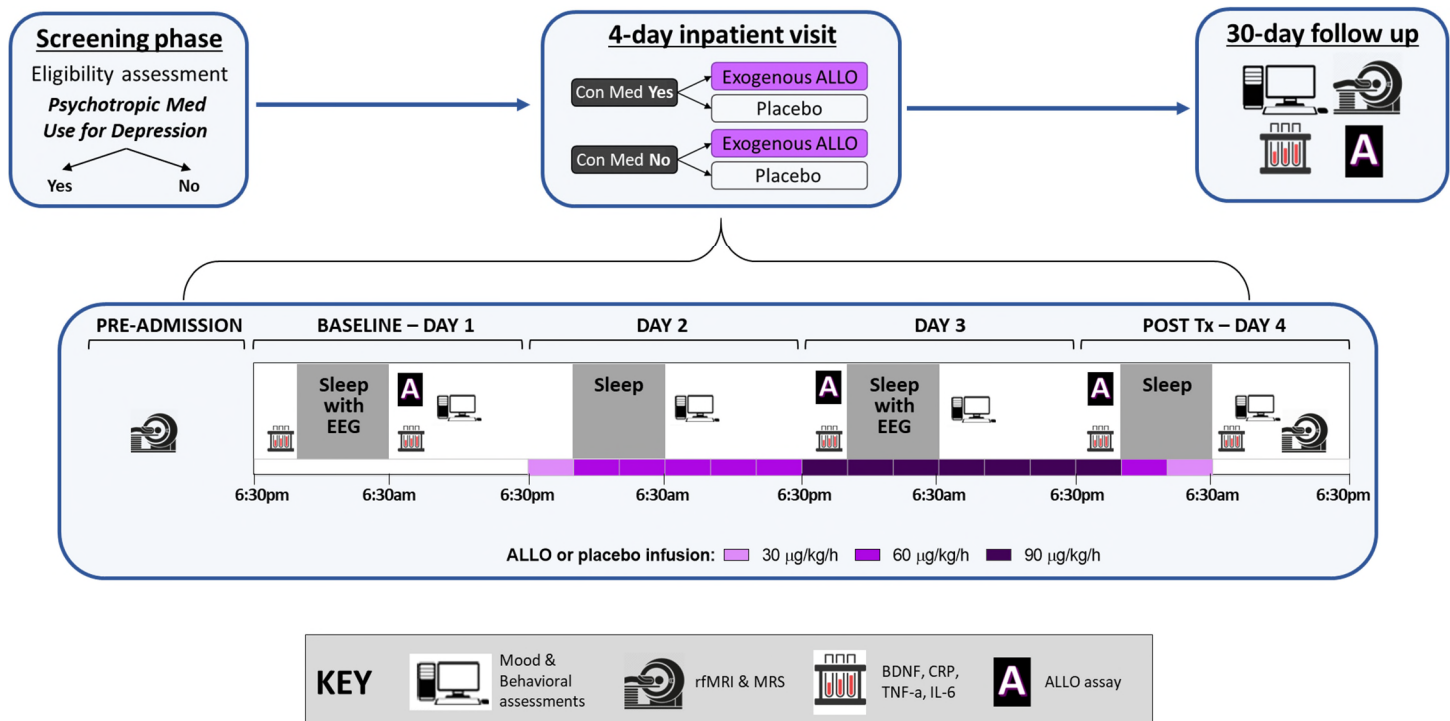 Screening phase
Eligibility assessment
Psychotropic Med
Use for Depression
Yes
No
4-day inpatient visit
Con Med Yes
Exogenous ALLO
Placebo
Con Med No
Exogenous ALLO
Placebo
30-day follow up
A
PRE-ADMISSION
BASELINE – DAY 1
DAY 2
DAY 3
POST Tx – DAY 4
Sleep
with
EEG
A
Sleep
A
Sleep
with
EEG
A
Sleep
6:30pm
6:30am
6:30pm
6:30am
6:30pm
6:30am
6:30pm
6:30am
6:30pm
ALLO or placebo infusion:
30 μg/kg/h
60 μg/kg/h
90 μg/kg/h
KEY
Mood &
Behavioral
assessments
rfMRI & MRS
BDNF, CRP,
TNF-a, IL-6
A
ALLO assay